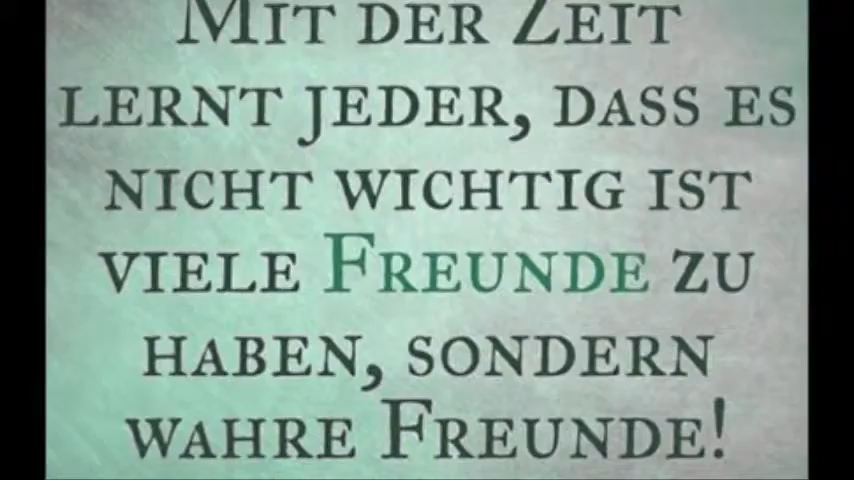 Mit der Zeit
lernt jeder, dass es
nicht wichtig ist
viele Freunde zu
haben, sondern
wahre Freunde!